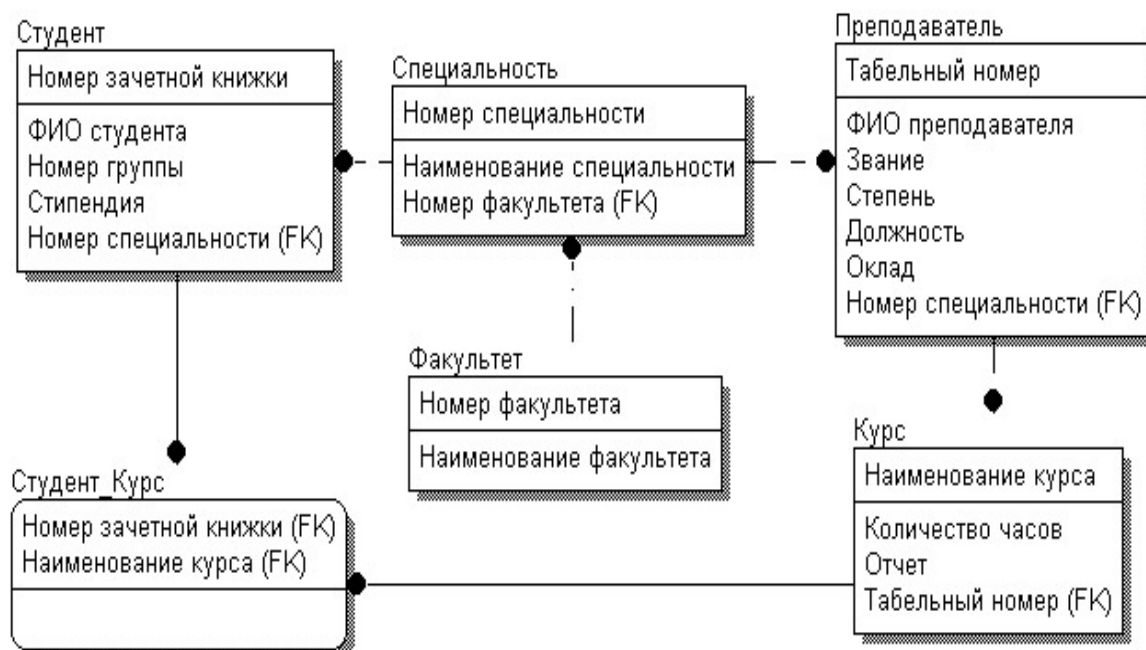 Студент
Номер зачетной книжки
ФИО студента
Номер группы
Стипендия
Номер специальности (FK)
Специальность
Номер специальности
Наименование специальности
Номер факультета (FK)
Преподаватель
Табельный номер
ФИО преподавателя
Звание
Степень
Должность
Оклад
Номер специальности (FK)
Факультет
Номер факультета
Наименование факультета
Студент_Курс
Номер зачетной книжки (FK)
Наименование курса (FK)
Курс
Наименование курса
Количество часов
Отчет
Табельный номер (FK)